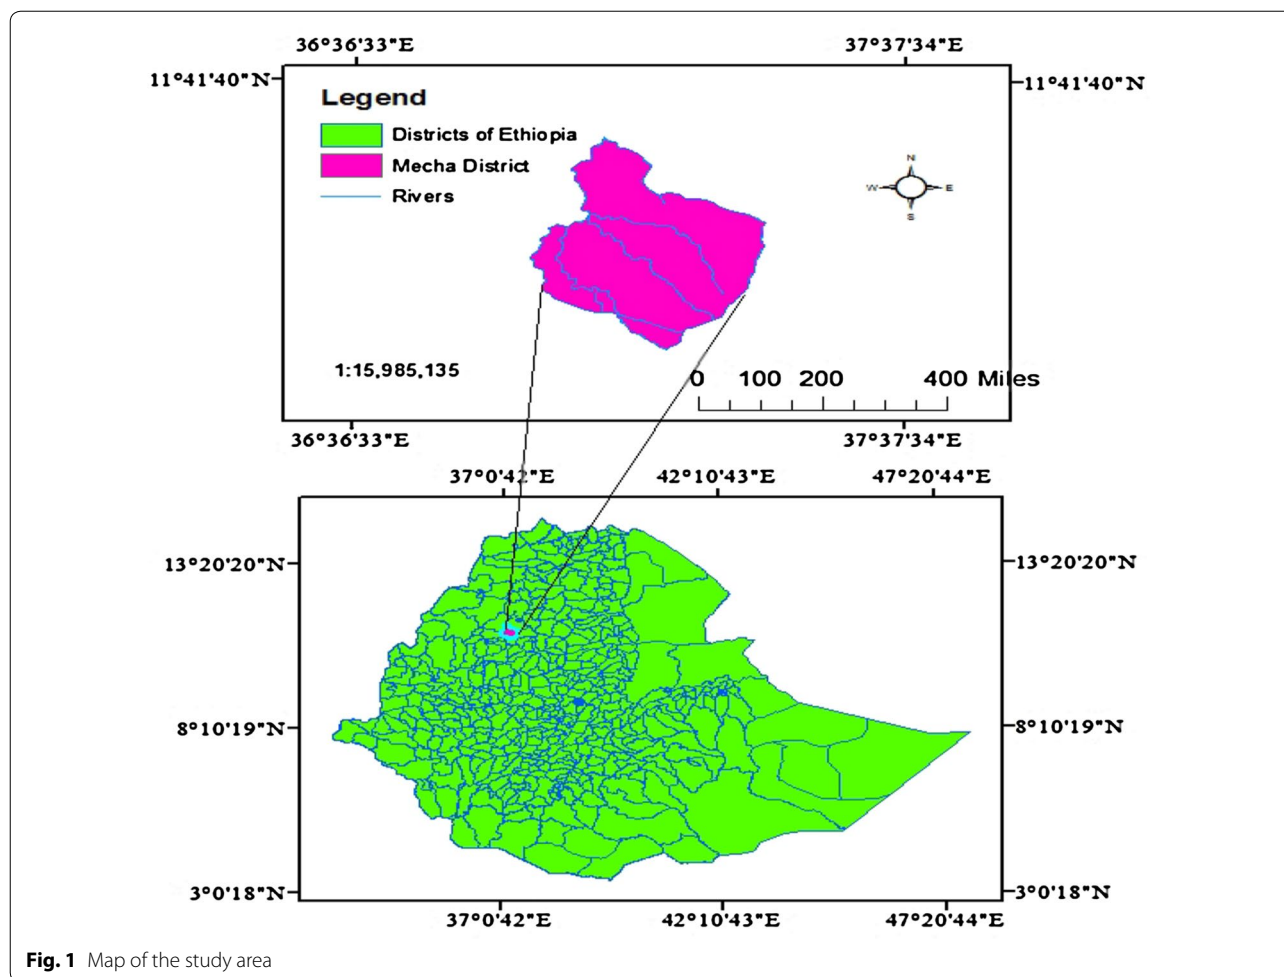 36°36'33"E 37°37'34"E
11°41'40"N 11°41'40"N
Legend
Districts of Ethiopia
Mecha District
Rivers
N
W E
S
1:15,985,135
0 100 200 400 Miles
36°36'33"E 37°37'34"E
37°0'42"E 42°10'43"E 47°20'44"E
13°20'20"N 13°20'20"N
8°10'19"N 8°10'19"N
3°0'18"N 3°0'18"N
37°0'42"E 42°10'43"E 47°20'44"E
Fig. 1 Map of the study area